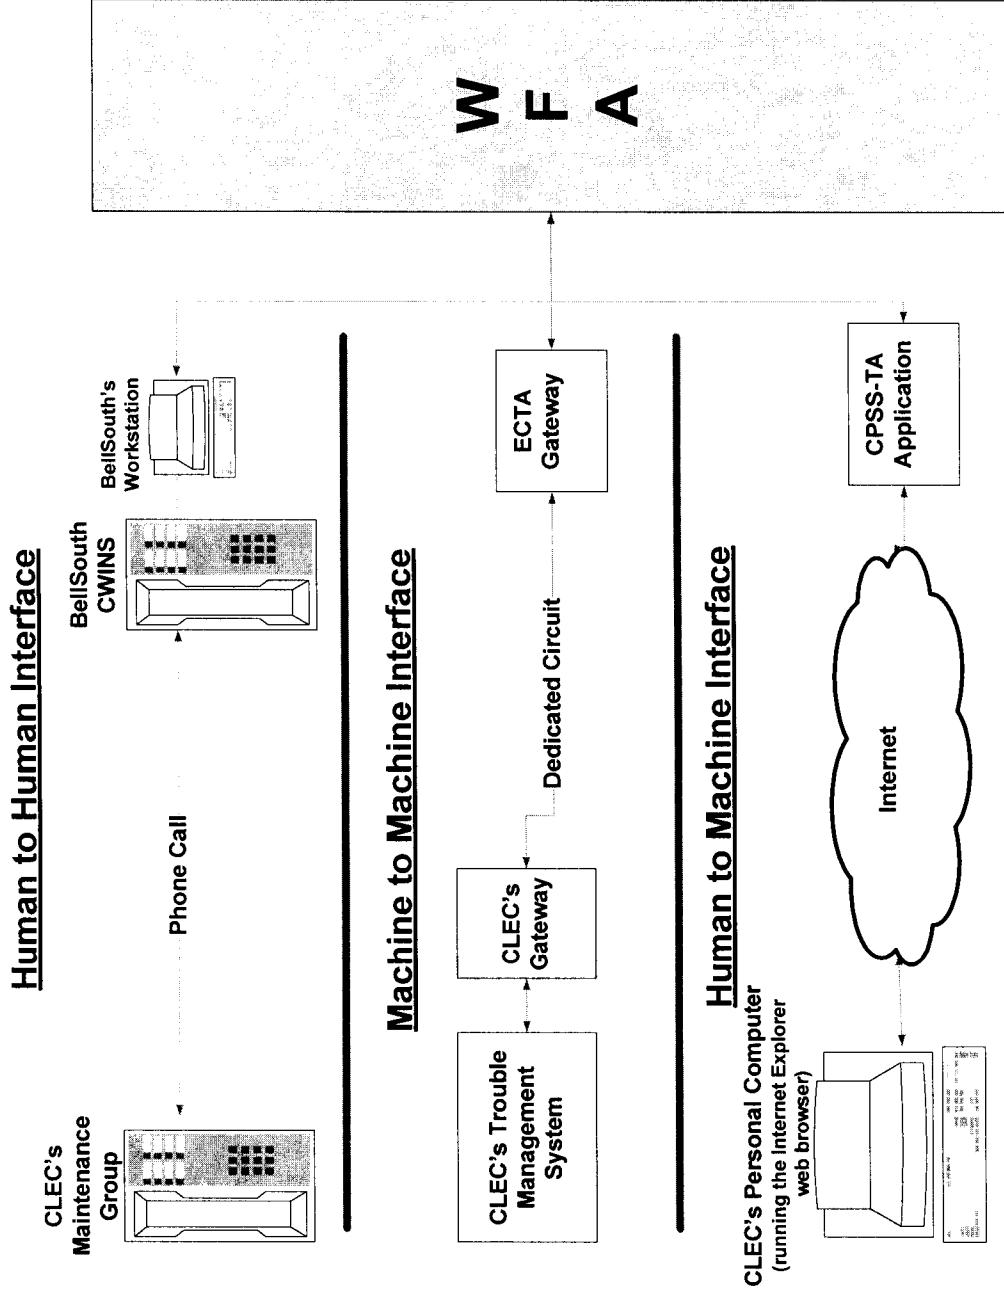 Human to Human Interface
CLEC's
Maintenance
Group
Phone Call
BellSouth
CWINS
BellSouth's
Workstation
Machine to Machine Interface
CLEC's Trouble
Management
System
CLEC's
Gateway
Dedicated Circuit
ECTA
Gateway
Human to Machine Interface
CLEC's Personal Computer
(running the Internet Explorer
web browser)
Internet
CPSS-TA
Application
W
F
A